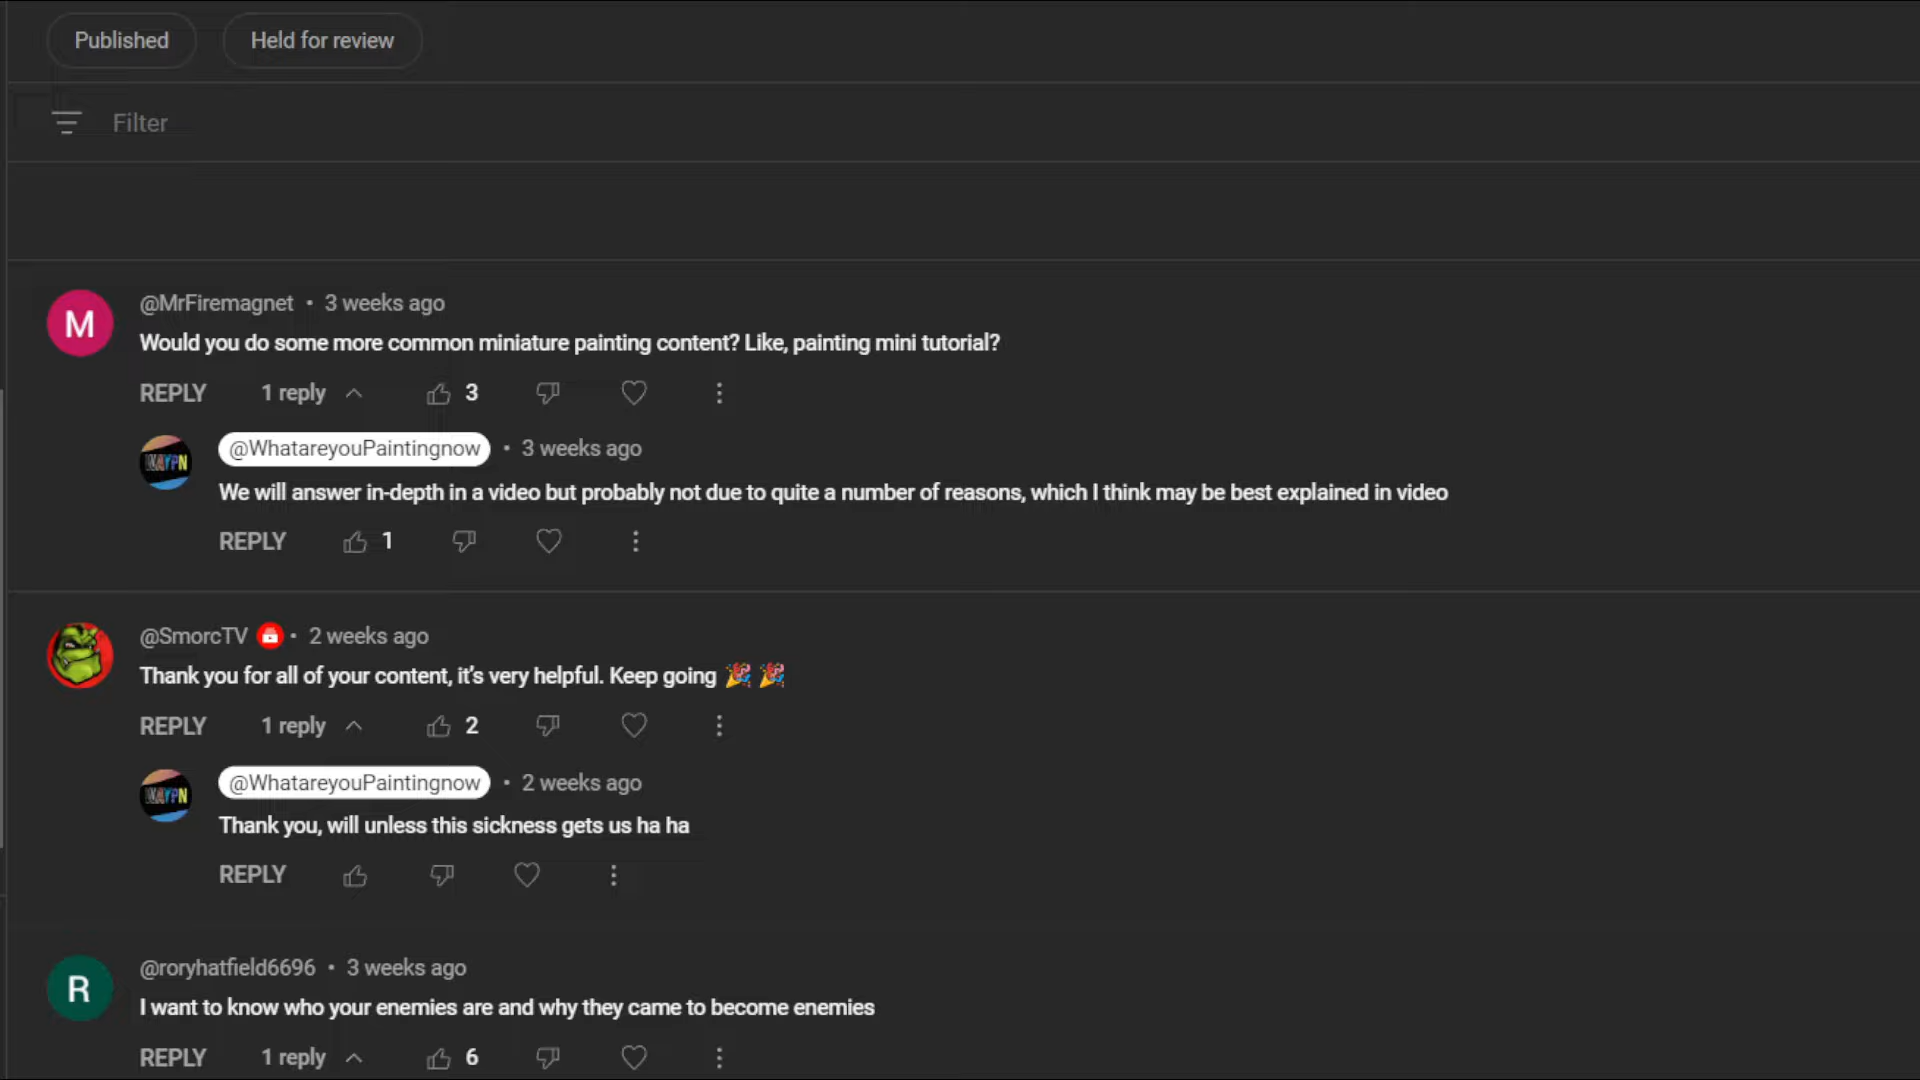 Published Held for review
Filter
M
@MrFiremagnet • 3 weeks ago
Would you do some more common miniature painting content? Like, painting mini tutorial?
REPLY 1 reply 3
WAYPN
@WhatareyouPaintingnow • 3 weeks ago
We will answer in-depth in a video but probably not due to quite a number of reasons, which I think may be best explained in video
REPLY 1
@SmorcTV • 2 weeks ago
Thank you for all of your content, it's very helpful. Keep going 🎉 🎉
REPLY 1 reply 2
WAYPN
@WhatareyouPaintingnow • 2 weeks ago
Thank you, will unless this sickness gets us ha ha
REPLY
R
@roryhatfield6696 • 3 weeks ago
I want to know who your enemies are and why they came to become enemies
REPLY 1 reply 6